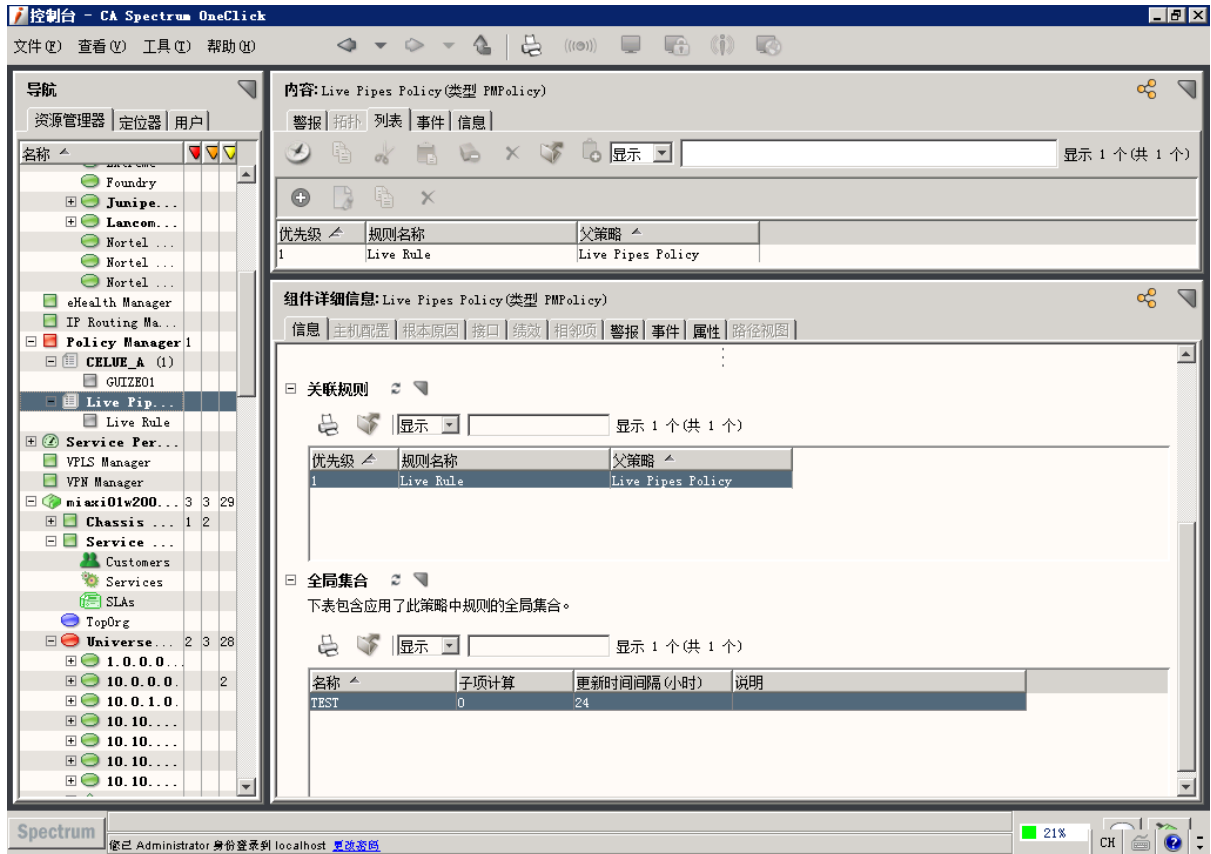 控制台 - CA Spectrum OneClick
文件(F) 查看(V) 工具(T) 帮助(H)
导航
资源管理器 定位器 用户
名称
Foundry
Junipe...
Lancom...
Nortel ...
Nortel ...
Nortel ...
eHealth Manager
IP Routing Ma...
Policy Manager 1
CELUE_A (1)
GUIZE01
Live Pip...
Live Rule
Service Per...
VPLS Manager
VPN Manager
miaxi01w200... 3 3 29
Chassis ... 1 2
Service ...
Customers
Services
SLAs
TopOrg
Universe... 2 3 28
1.0.0.0..
10.0.0.0. 2
10.0.1.0.
10.10....
10.10....
10.10....
10.10....
内容: Live Pipes Policy(类型 PMPolicy)
警报 拓扑 列表 事件 信息
显示 显示 1 个(共 1 个)
优先级 规则名称 父策略
1 Live Rule Live Pipes Policy
组件详细信息: Live Pipes Policy(类型 PMPolicy)
信息 主机配置 根本原因 接口 绩效 相邻项 警报 事件 属性 路径视图
关联规则
显示 显示 1 个(共 1 个)
优先级 规则名称 父策略
1 Live Rule Live Pipes Policy
全局集合
下表包含应用了此策略中规则的全局集合。
显示 显示 1 个(共 1 个)
名称 子项计算 更新时间间隔(小时) 说明
TEST 0 24
Spectrum
您已 Administrator 身份登录到 localhost 更改密码
21%
CH